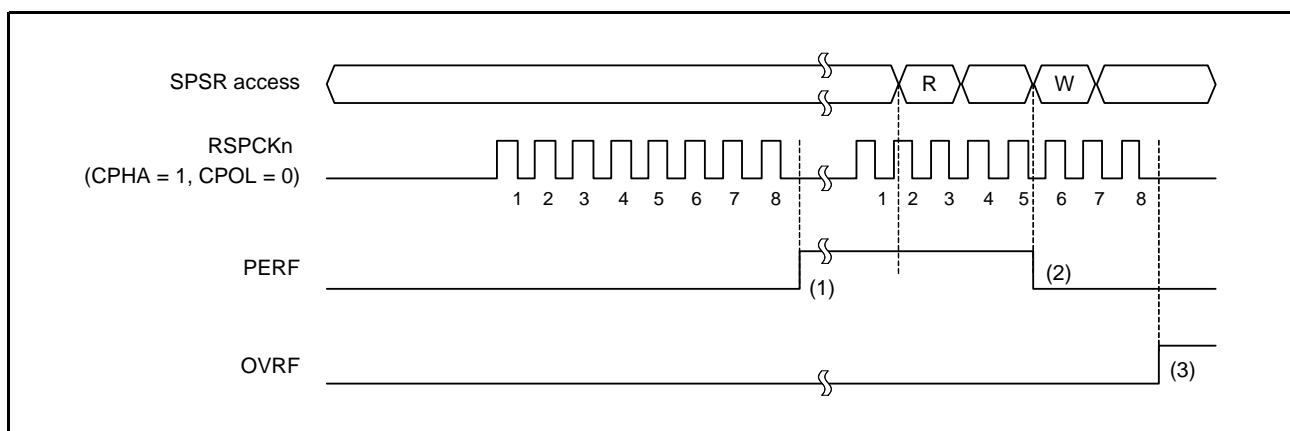 SPSR access R W
RSPCKn
(CPHA = 1, CPOL = 0)
1 2 3 4 5 6 7 8 1 2 3 4 5 6 7 8
PERF
(1) (2)
OVRF
(3)